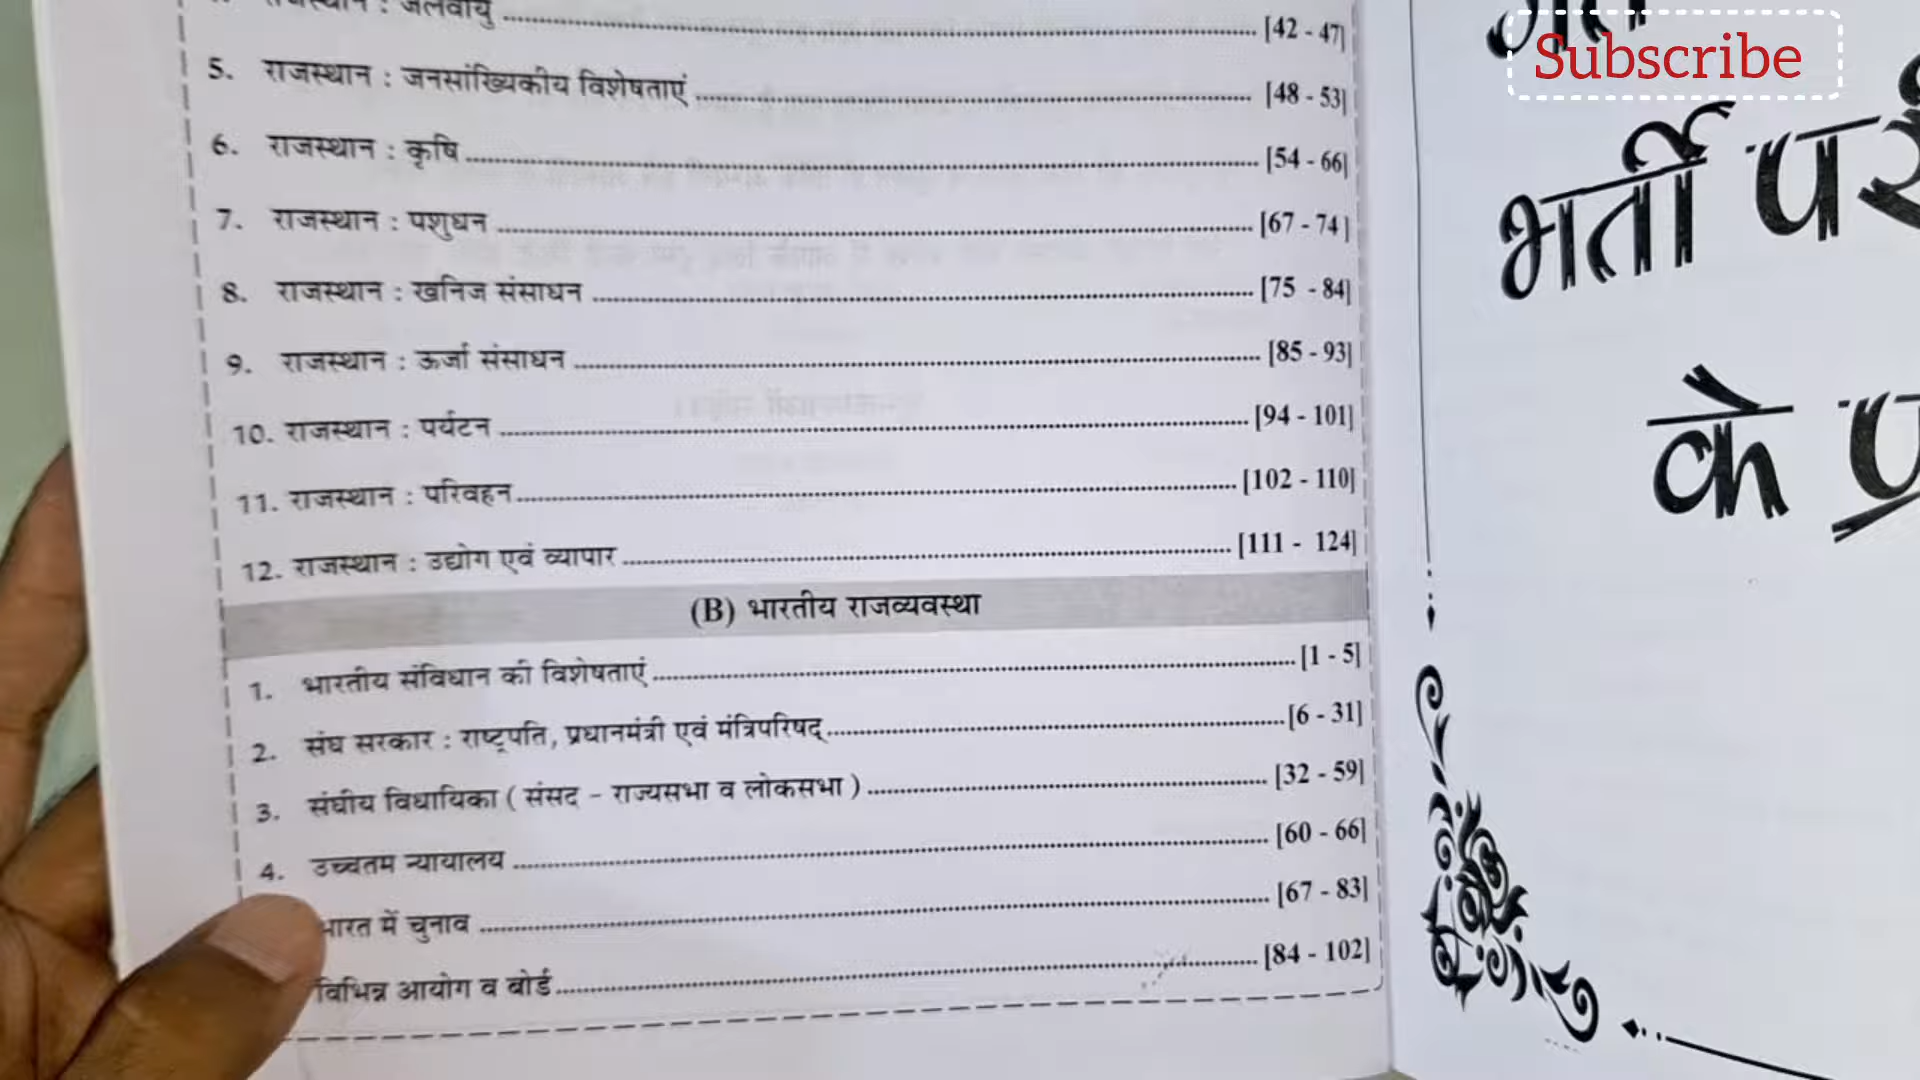 राजस्थान : जलवायु [42 - 47]
5. राजस्थान : जनसांख्यिकीय विशेषताएं [48 - 53]
6. राजस्थान : कृषि [54 - 66]
7. राजस्थान : पशुधन [67 - 74]
8. राजस्थान : खनिज संसाधन [75 - 84]
9. राजस्थान : ऊर्जा संसाधन [85 - 93]
10. राजस्थान : पर्यटन [94 - 101]
11. राजस्थान : परिवहन [102 - 110]
12. राजस्थान : उद्योग एवं व्यापार [111 - 124]
(B) भारतीय राजव्यवस्था
1. भारतीय संविधान की विशेषताएं [1 - 5]
2. संघ सरकार : राष्ट्रपति, प्रधानमंत्री एवं मंत्रिपरिषद् [6 - 31]
3. संघीय विधायिका ( संसद – राज्यसभा व लोकसभा ) [32 - 59]
4. उच्चतम न्यायालय [60 - 66]
भारत में चुनाव [67 - 83]
विभिन्न आयोग व बोर्ड [84 - 102]
Subscribe
भर्ती
के